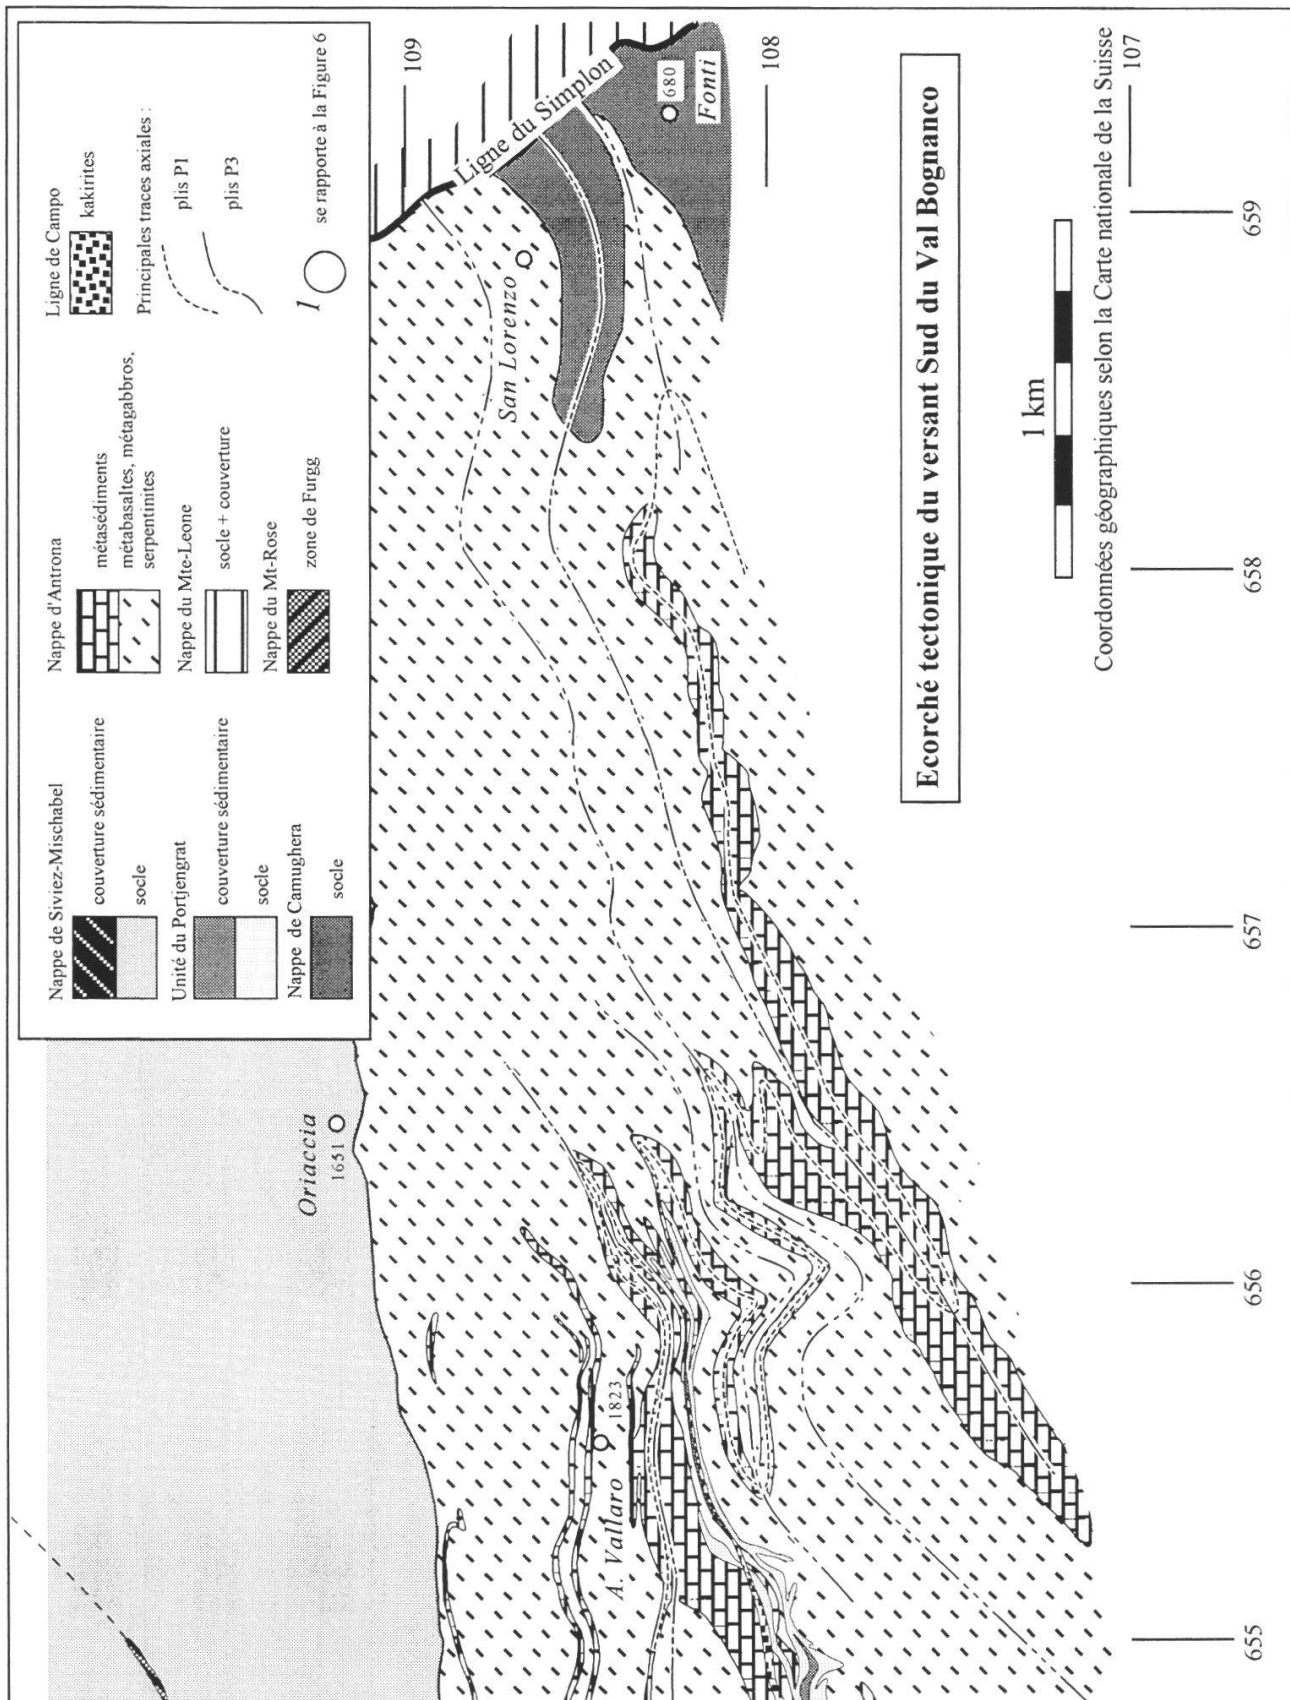 Nappe de Siviez-Mischabel
couverture sédimentaire
socle
Unité du Portjengrat
couverture sédimentaire
socle
Nappe de Camughera
socle
Nappe d'Antrona
métasédiments
métabasaltes, métagabbros,
serpentinites
Nappe du Mte-Leone
socle + couverture
Nappe du Mt-Rose
zone de Furgg
Ligne de Campo
kakirites
Principales traces axiales :
plis P1
plis P3
1
se rapporte à la Figure 6
109
Ligne du Simplon
680
Fonti
108
San Lorenzo
Oriaccia
1651
A. Vallaro
1823
Ecorché tectonique du versant Sud du Val Bognanco
1 km
Coordonnées géographiques selon la Carte nationale de la Suisse
107
655
656
657
658
659